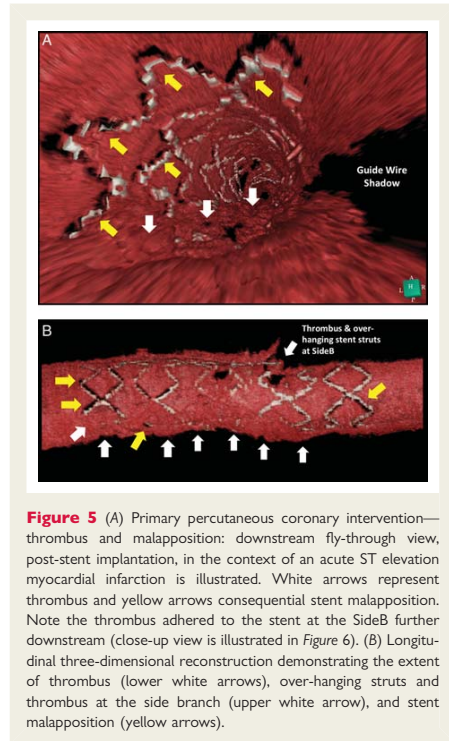 A
Guide Wire
Shadow
A
L H R
P
B
Thrombus & over-
hanging stent struts
at SideB
Figure 5 (A) Primary percutaneous coronary intervention—
thrombus and malapposition: downstream fly-through view,
post-stent implantation, in the context of an acute ST elevation
myocardial infarction is illustrated. White arrows represent
thrombus and yellow arrows consequential stent malapposition.
Note the thrombus adhered to the stent at the SideB further
downstream (close-up view is illustrated in Figure 6). (B) Longitu-
dinal three-dimensional reconstruction demonstrating the extent
of thrombus (lower white arrows), over-hanging struts and
thrombus at the side branch (upper white arrow), and stent
malapposition (yellow arrows).